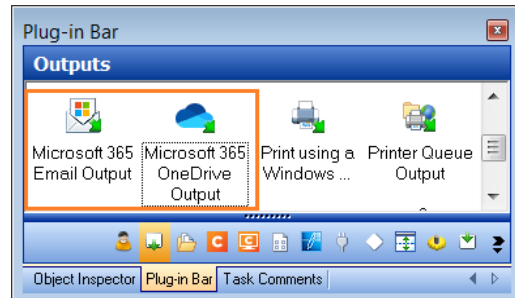 Plug-in Bar
Outputs
Microsoft 365 Microsoft 365 Print using a Printer Queue
Email Output OneDrive Windows ... Output
Output
Object Inspector Plug-in Bar Task Comments